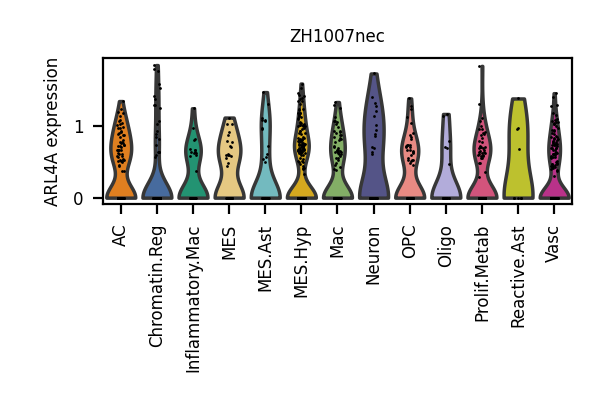 ZH1007nec
ARL4A expression
1
0
AC
Chromatin.Reg
Inflammatory.Mac
MES
MES.Ast
MES.Hyp
Mac
Neuron
OPC
Oligo
Prolif.Metab
Reactive.Ast
Vasc